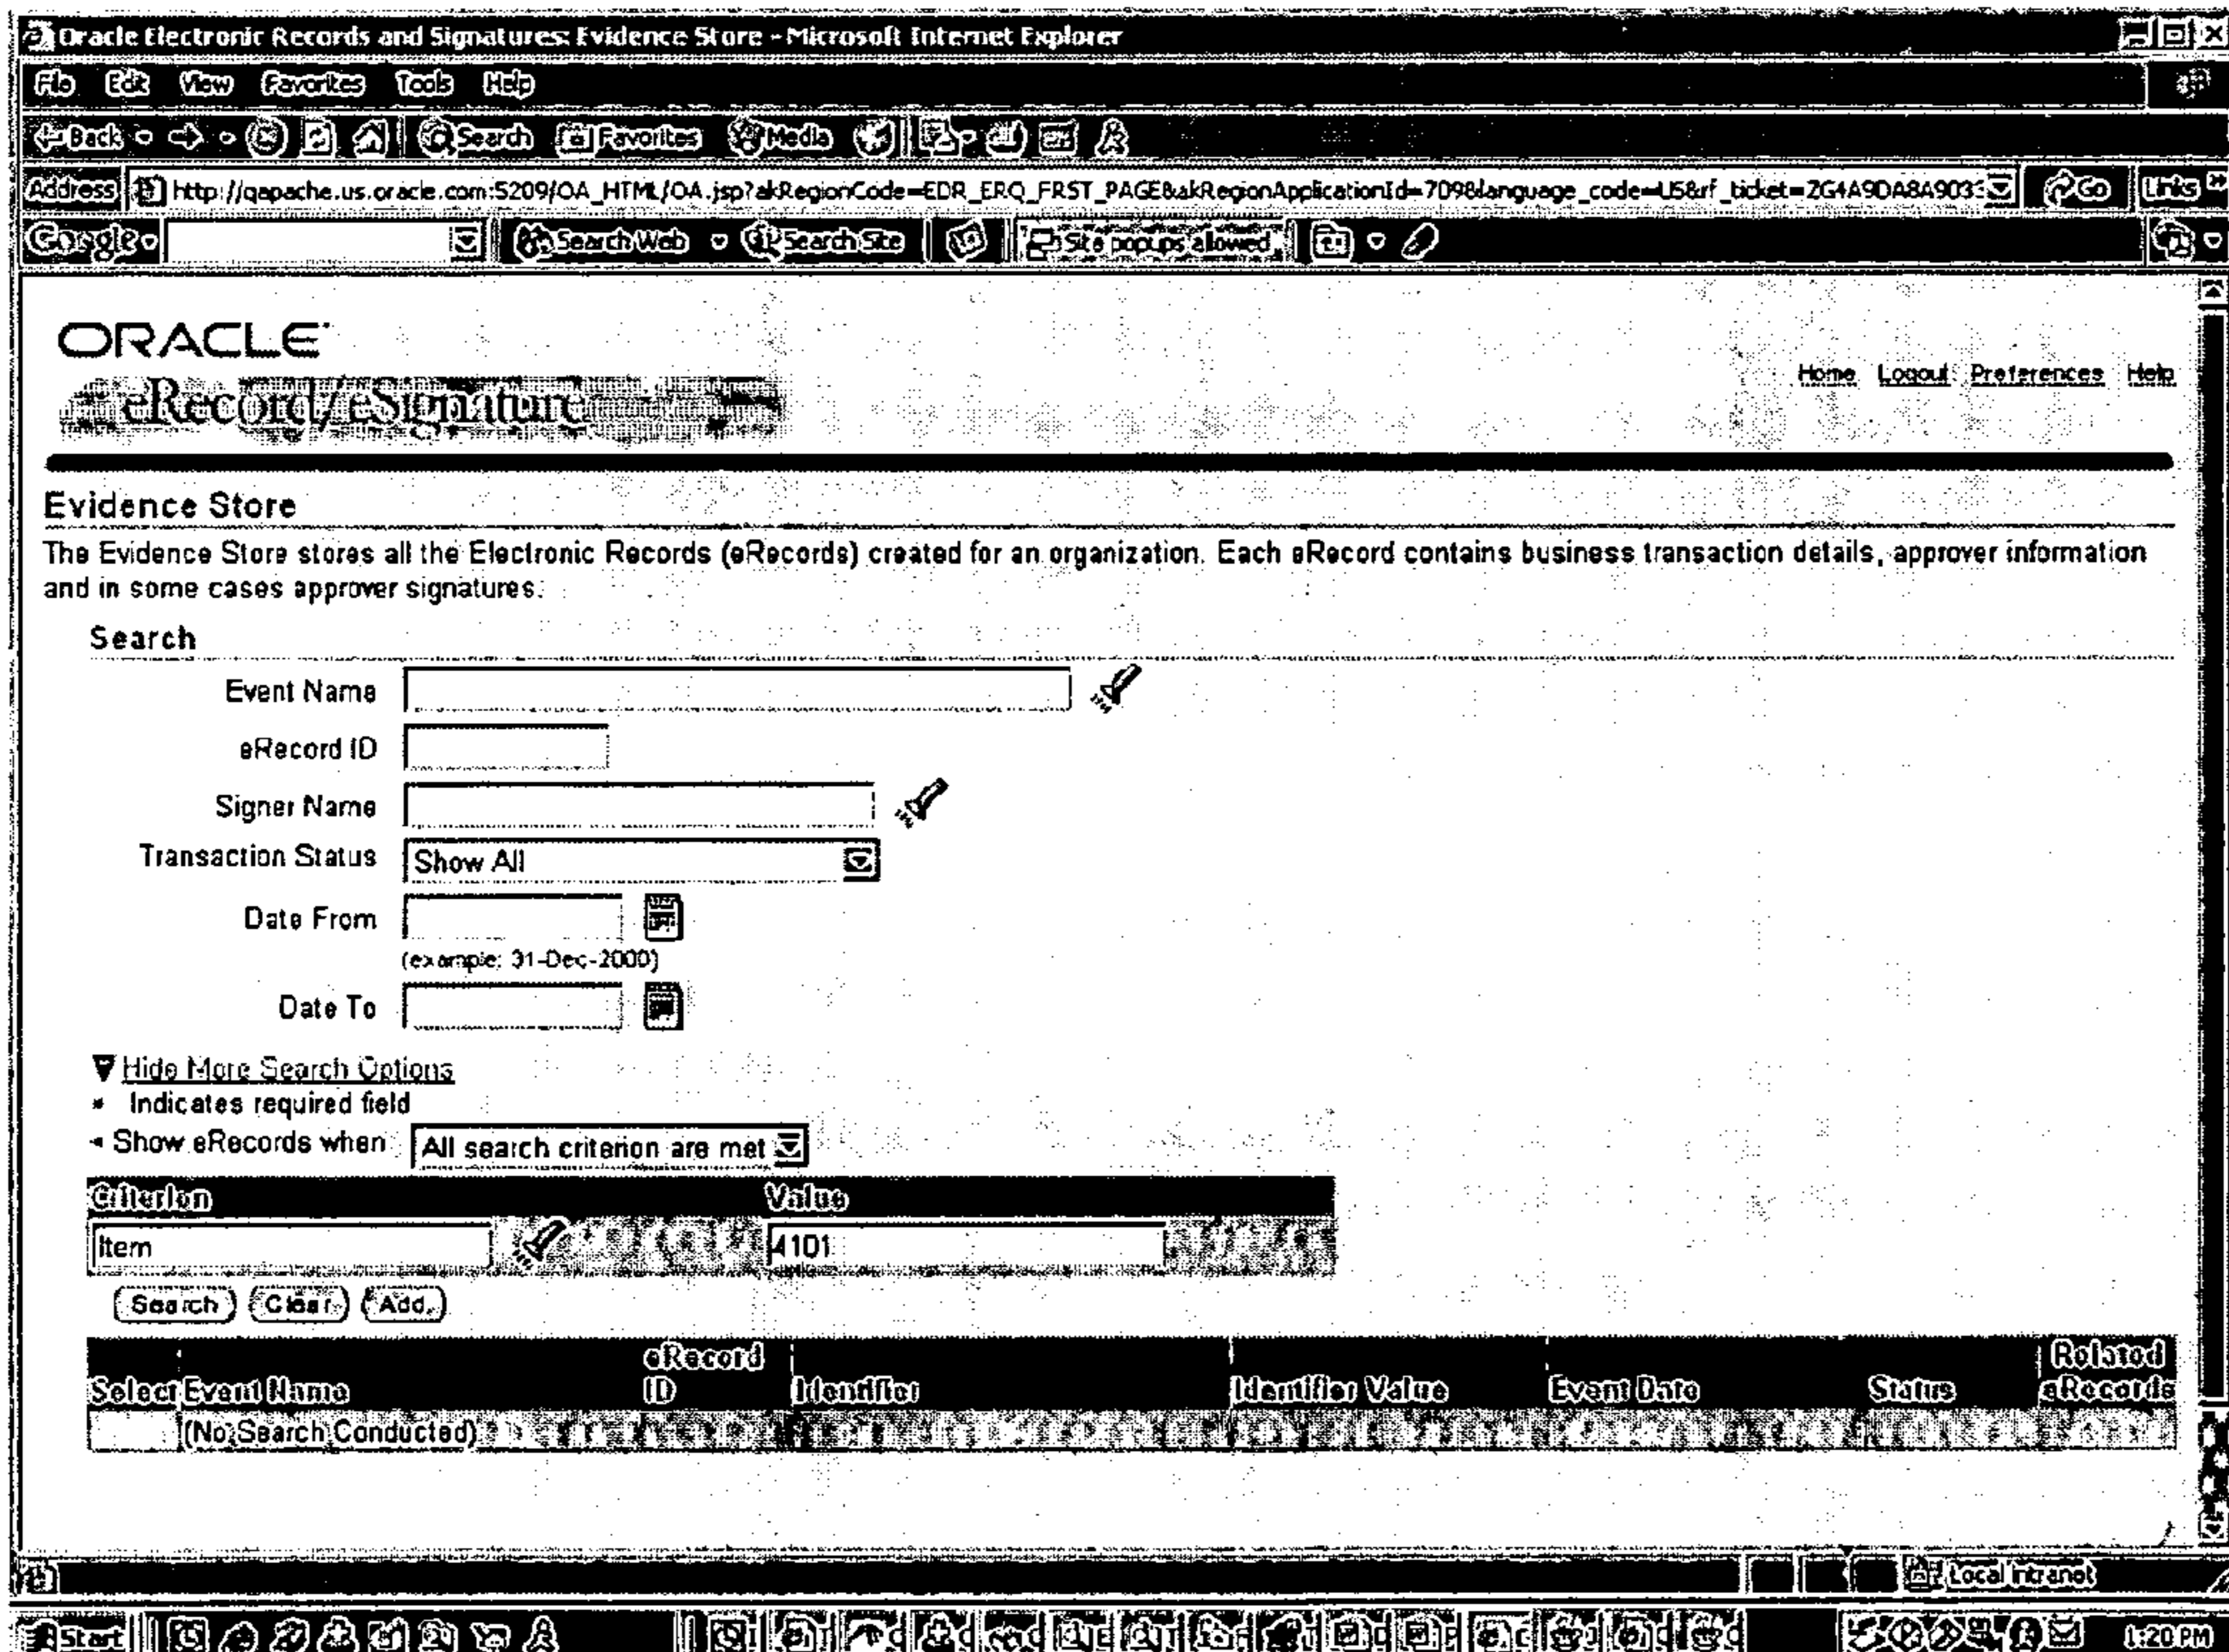 Oracle Electronic Records and Signatures: Evidence Store - Microsoft Internet Explorer
File Edit View Favorites Tools Help
Back Search Favorites Media
Address http://qapache.us.oracle.com:5209/OA_HTML/OA.jsp?akRegionCode=EDR_ERQ_FRST_PAGE&akRegionApplicationId=709&language_code=US&rf_ticket=2G4A9DA8A903 Go Links
Google Search Web Search Site Site popups allowed
ORACLE
eRecord/eSignature
Home Logout Preferences Help
Evidence Store
The Evidence Store stores all the Electronic Records (eRecords) created for an organization. Each eRecord contains business transaction details, approver information
and in some cases approver signatures.
Search
Event Name
eRecord ID
Signer Name
Transaction Status Show All
Date From
(example: 31-Dec-2000)
Date To
Hide More Search Options
* Indicates required field
Show eRecords when All search criterion are met
Criterion Value
Item 4101
Search Clear Add
Select Event Name eRecord ID Identifier Identifier Value Event Date Status Related eRecords
(No Search Conducted)
Local intranet
Start 1:20 PM